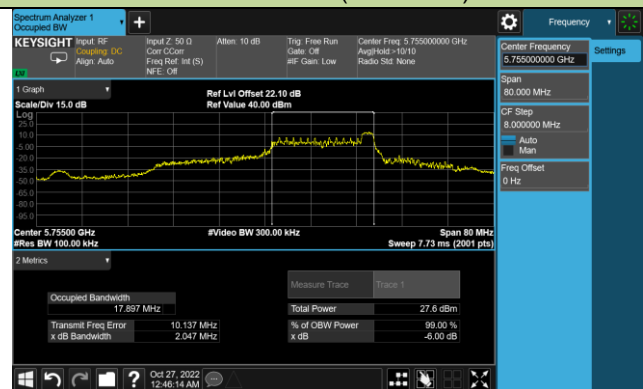 Spectrum Analyzer 1
Occupied BW
Frequency
KEYSIGHT
Input: RF
Coupling: DC
Align: Auto
Input Z: 50 Ω
Corr CCorr
Freq Ref: Int (S)
NFE: Off
Atten: 10 dB
Trig: Free Run
Gate: Off
#IF Gain: Low
Center Freq: 5.755000000 GHz
Avg|Hold:>10/10
Radio Std: None
Center Frequency
5.755000000 GHz
Settings
Span
80.000 MHz
CF Step
8.000000 MHz
Auto
Man
Freq Offset
0 Hz
1 Graph
Scale/Div 15.0 dB
Ref Lvl Offset 22.10 dB
Ref Value 40.00 dBm
Log
25.0
10.0
-5.00
-20.0
-35.0
-50.0
-65.0
-80.0
-95.0
Center 5.75500 GHz
#Res BW 100.00 kHz
#Video BW 300.00 kHz
Span 80 MHz
Sweep 7.73 ms (2001 pts)
2 Metrics
Measure Trace
Trace 1
Occupied Bandwidth
17.897 MHz
Total Power
27.6 dBm
Transmit Freq Error
10.137 MHz
% of OBW Power
99.00 %
x dB Bandwidth
2.047 MHz
x dB
-6.00 dB
Oct 27, 2022
12:46:14 AM